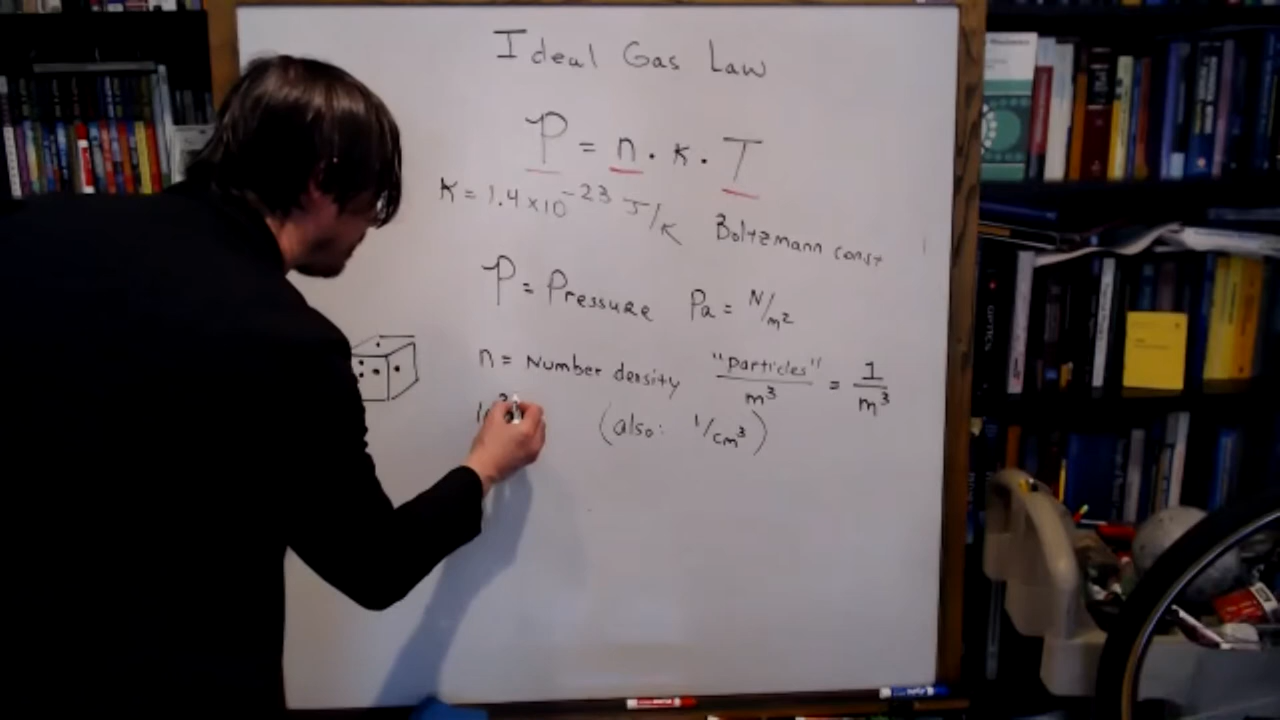 Ideal Gas Law
P = n · k · T
K = 1.4 × 10⁻²³ J/K Boltzmann const
P = Pressure Pa = N/m²
n = Number density "particles"/m³ = 1/m³
(also: 1/cm³)
OPTICS